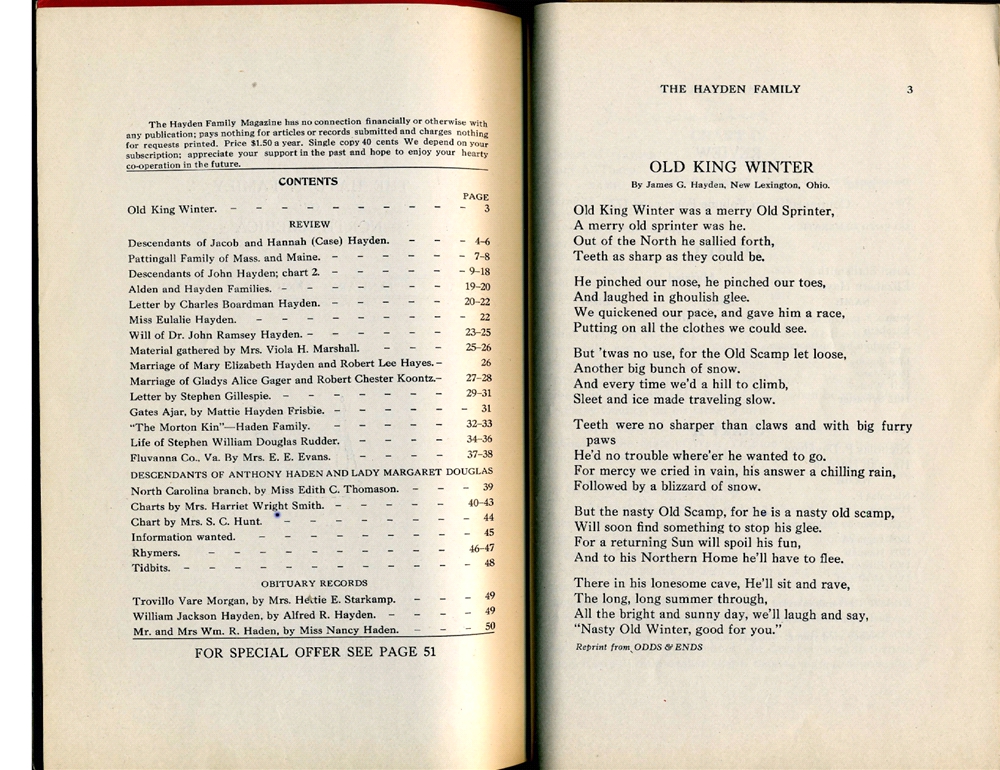 The Hayden Family Magazine has no connection financially or otherwise with
any publication; pays nothing for articles or records submitted and charges nothing
for requests printed. Price $1.50 a year. Single copy 40 cents We depend on your
subscription; appreciate your support in the past and hope to enjoy your hearty
co-operation in the future.
CONTENTS
PAGE
Old King Winter. - - - - - - - - - - 3
REVIEW
Descendants of Jacob and Hannah (Case) Hayden. - - - 4-6
Pattingall Family of Mass. and Maine. - - - - - - 7-8
Descendants of John Hayden; chart 2. - - - - - - 9-18
Alden and Hayden Families. - - - - - - - 19-20
Letter by Charles Boardman Hayden. - - - - - 20-22
Miss Eulalie Hayden. - - - - - - - - - 22
Will of Dr. John Ramsey Hayden. - - - - - - 23-25
Material gathered by Mrs. Viola H. Marshall. - - - 25-26
Marriage of Mary Elizabeth Hayden and Robert Lee Hayes. - 26
Marriage of Gladys Alice Gager and Robert Chester Koontz.- 27-28
Letter by Stephen Gillespie. - - - - - - - 29-31
Gates Ajar, by Mattie Hayden Frisbie. - - - - - - 31
“The Morton Kin”—Haden Family. - - - - - 32-33
Life of Stephen William Douglas Rudder. - - - - 34-36
Fluvanna Co., Va. By Mrs. E. E. Evans. - - - - 37-38
DESCENDANTS OF ANTHONY HADEN AND LADY MARGARET DOUGLAS
North Carolina branch, by Miss Edith C. Thomason. - - - 39
Charts by Mrs. Harriet Wright Smith. - - - - - 40-43
Chart by Mrs. S. C. Hunt. - - - - - - - - 44
Information wanted. - - - - - - - - - 45
Rhymers. - - - - - - - - - - 46-47
Tidbits. - - - - - - - - - - - - 48
OBITUARY RECORDS
Trovillo Vare Morgan, by Mrs. Hettie E. Starkamp. - - - 49
William Jackson Hayden, by Alfred R. Hayden. - - - - 49
Mr. and Mrs Wm. R. Haden, by Miss Nancy Haden. - - - 50
FOR SPECIAL OFFER SEE PAGE 51
THE HAYDEN FAMILY 3
OLD KING WINTER
By James G. Hayden, New Lexington, Ohio.
Old King Winter was a merry Old Sprinter,
A merry old sprinter was he.
Out of the North he sallied forth,
Teeth as sharp as they could be.
He pinched our nose, he pinched our toes,
And laughed in ghoulish glee.
We quickened our pace, and gave him a race,
Putting on all the clothes we could see.
But 'twas no use, for the Old Scamp let loose,
Another big bunch of snow.
And every time we'd a hill to climb,
Sleet and ice made traveling slow.
Teeth were no sharper than claws and with big furry
paws
He'd no trouble where'er he wanted to go.
For mercy we cried in vain, his answer a chilling rain,
Followed by a blizzard of snow.
But the nasty Old Scamp, for he is a nasty old scamp,
Will soon find something to stop his glee.
For a returning Sun will spoil his fun,
And to his Northern Home he'll have to flee.
There in his lonesome cave, He'll sit and rave,
The long, long summer through,
All the bright and sunny day, we'll laugh and say,
“Nasty Old Winter, good for you.”
Reprint from ODDS & ENDS